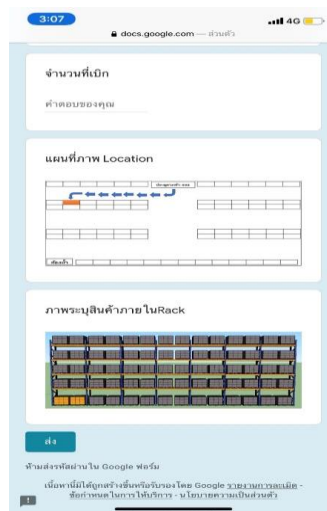 3:07
4G
docs.google.com — ส่วนตัว
จำนวนที่เบิก
คำตอบของคุณ
แผนที่ภาพ Location
ภาพระบุสินค้าภายในRack
ส่ง
ห้ามส่งรหัสผ่านใน Google ฟอร์ม
เนื้อหานี้มิได้ถูกสร้างขึ้นหรือรับรองโดย Google รายงานการละเมิด -
ข้อกำหนดในการให้บริการ - นโยบายความเป็นส่วนตัว